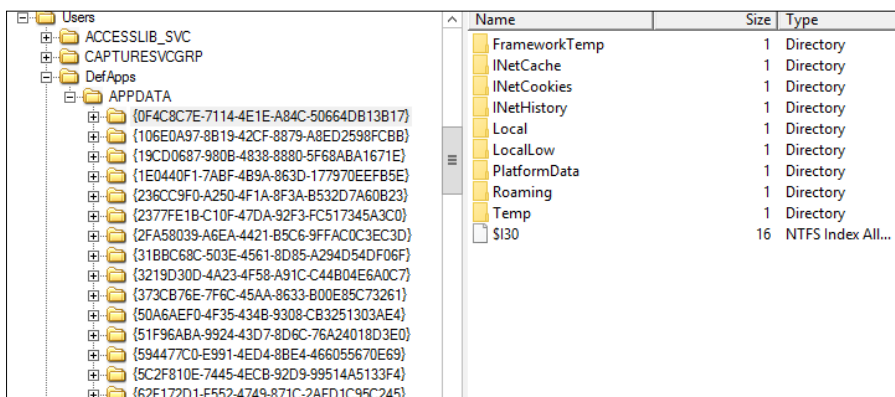 Users
ACCESSLIB_SVC
CAPTURESVCGRP
DefApps
APPDATA
{0F4C8C7E-7114-4E1E-A84C-50664DB13B17}
{106E0A97-8B19-42CF-8879-A8ED2598FCBB}
{19CD0687-980B-4838-8880-5F68ABA1671E}
{1E0440F1-7ABF-4B9A-863D-177970EEFB5E}
{236CC9F0-A250-4F1A-8F3A-B532D7A60B23}
{2377FE1B-C10F-47DA-92F3-FC517345A3C0}
{2FA58039-A6EA-4421-B5C6-9FFAC0C3EC3D}
{31BBC68C-503E-4561-8D85-A294D54DF06F}
{3219D30D-4A23-4F58-A91C-C44B04E6A0C7}
{373CB76E-7F6C-45AA-8633-B00E85C73261}
{50A6AEF0-4F35-434B-9308-CB3251303AE4}
{51F96ABA-9924-43D7-8D6C-76A24018D3E0}
{594477C0-E991-4ED4-8BE4-466055670E69}
{5C2F810E-7445-4ECB-92D9-99514A5133F4}
{62F172D1-F552-4749-871C-2AFD1C95C245}
Name Size Type
FrameworkTemp 1 Directory
INetCache 1 Directory
INetCookies 1 Directory
INetHistory 1 Directory
Local 1 Directory
LocalLow 1 Directory
PlatformData 1 Directory
Roaming 1 Directory
Temp 1 Directory
$I30 16 NTFS Index All...